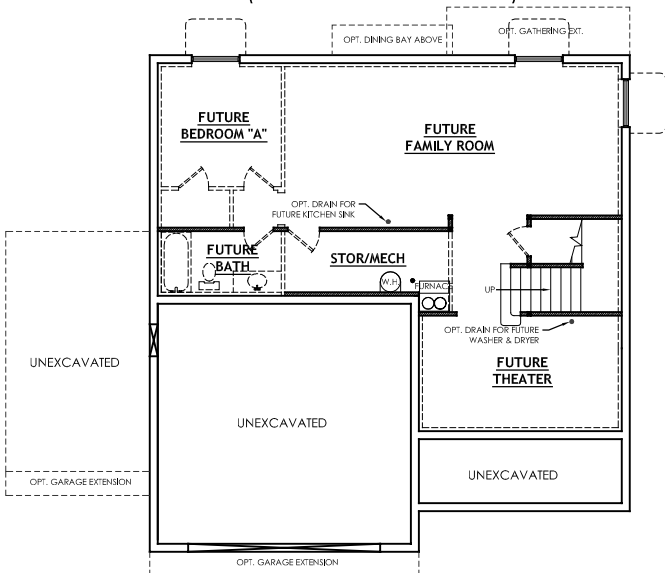 OPT. GATHERING EXT.
OPT. DINING BAY ABOVE
FUTURE
BEDROOM "A"
FUTURE
FAMILY ROOM
OPT. DRAIN FOR
FUTURE KITCHEN SINK
FUTURE
BATH
STOR/MECH
W.H.
FURNACE
UP
OPT. DRAIN FOR FUTURE
WASHER & DRYER
FUTURE
THEATER
UNEXCAVATED
UNEXCAVATED
UNEXCAVATED
OPT. GARAGE EXTENSION
OPT. GARAGE EXTENSION